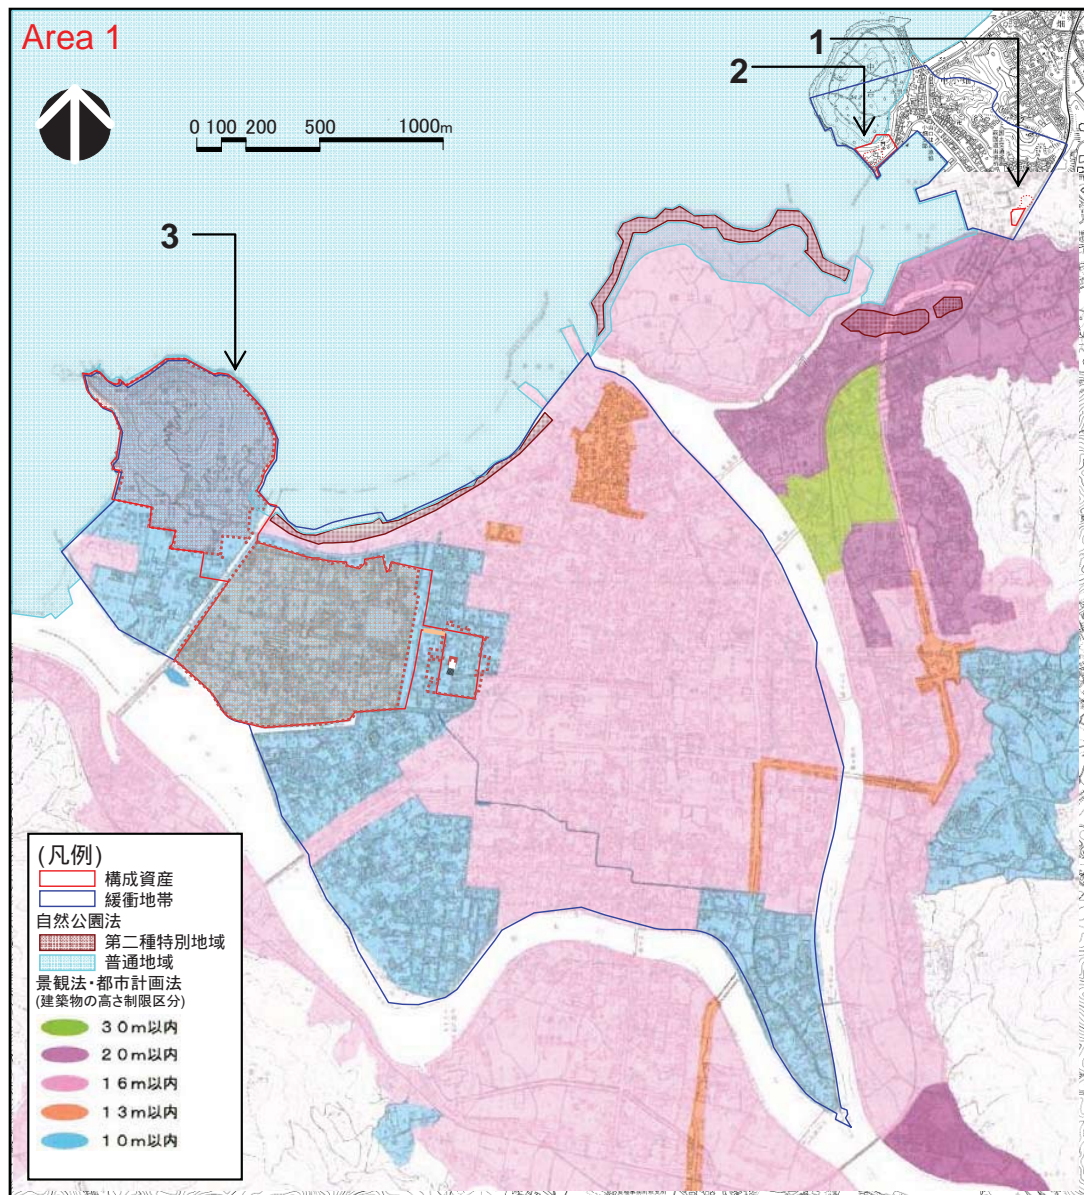 Area 1
1
2
0 100 200 500 1000m
3
(凡例)
構成資産
緩衝地帯
自然公園法
第二種特別地域
普通地域
景観法・都市計画法
(建築物の高さ制限区分)
30m以内
20m以内
16m以内
13m以内
10m以内